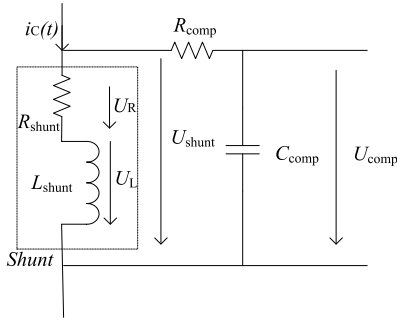 iC(t)
Rcomp
Rshunt
UR
Ushunt
Lshunt
UL
Ccomp
Ucomp
Shunt